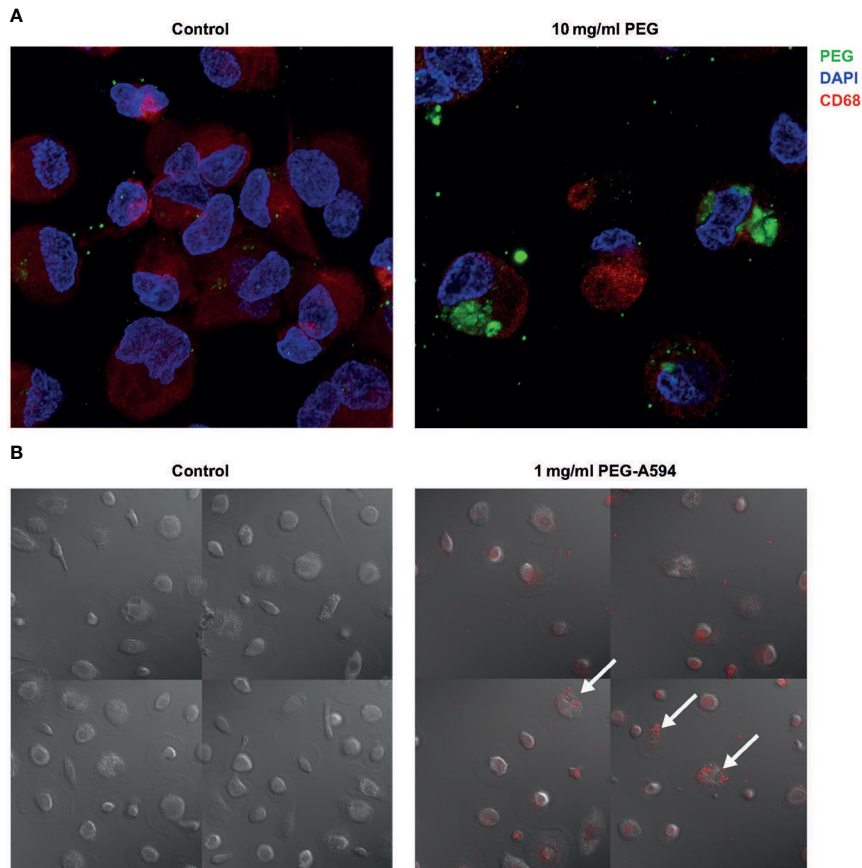 A
Control
10 mg/ml PEG
PEG
DAPI
CD68
B
Control
1 mg/ml PEG-A594